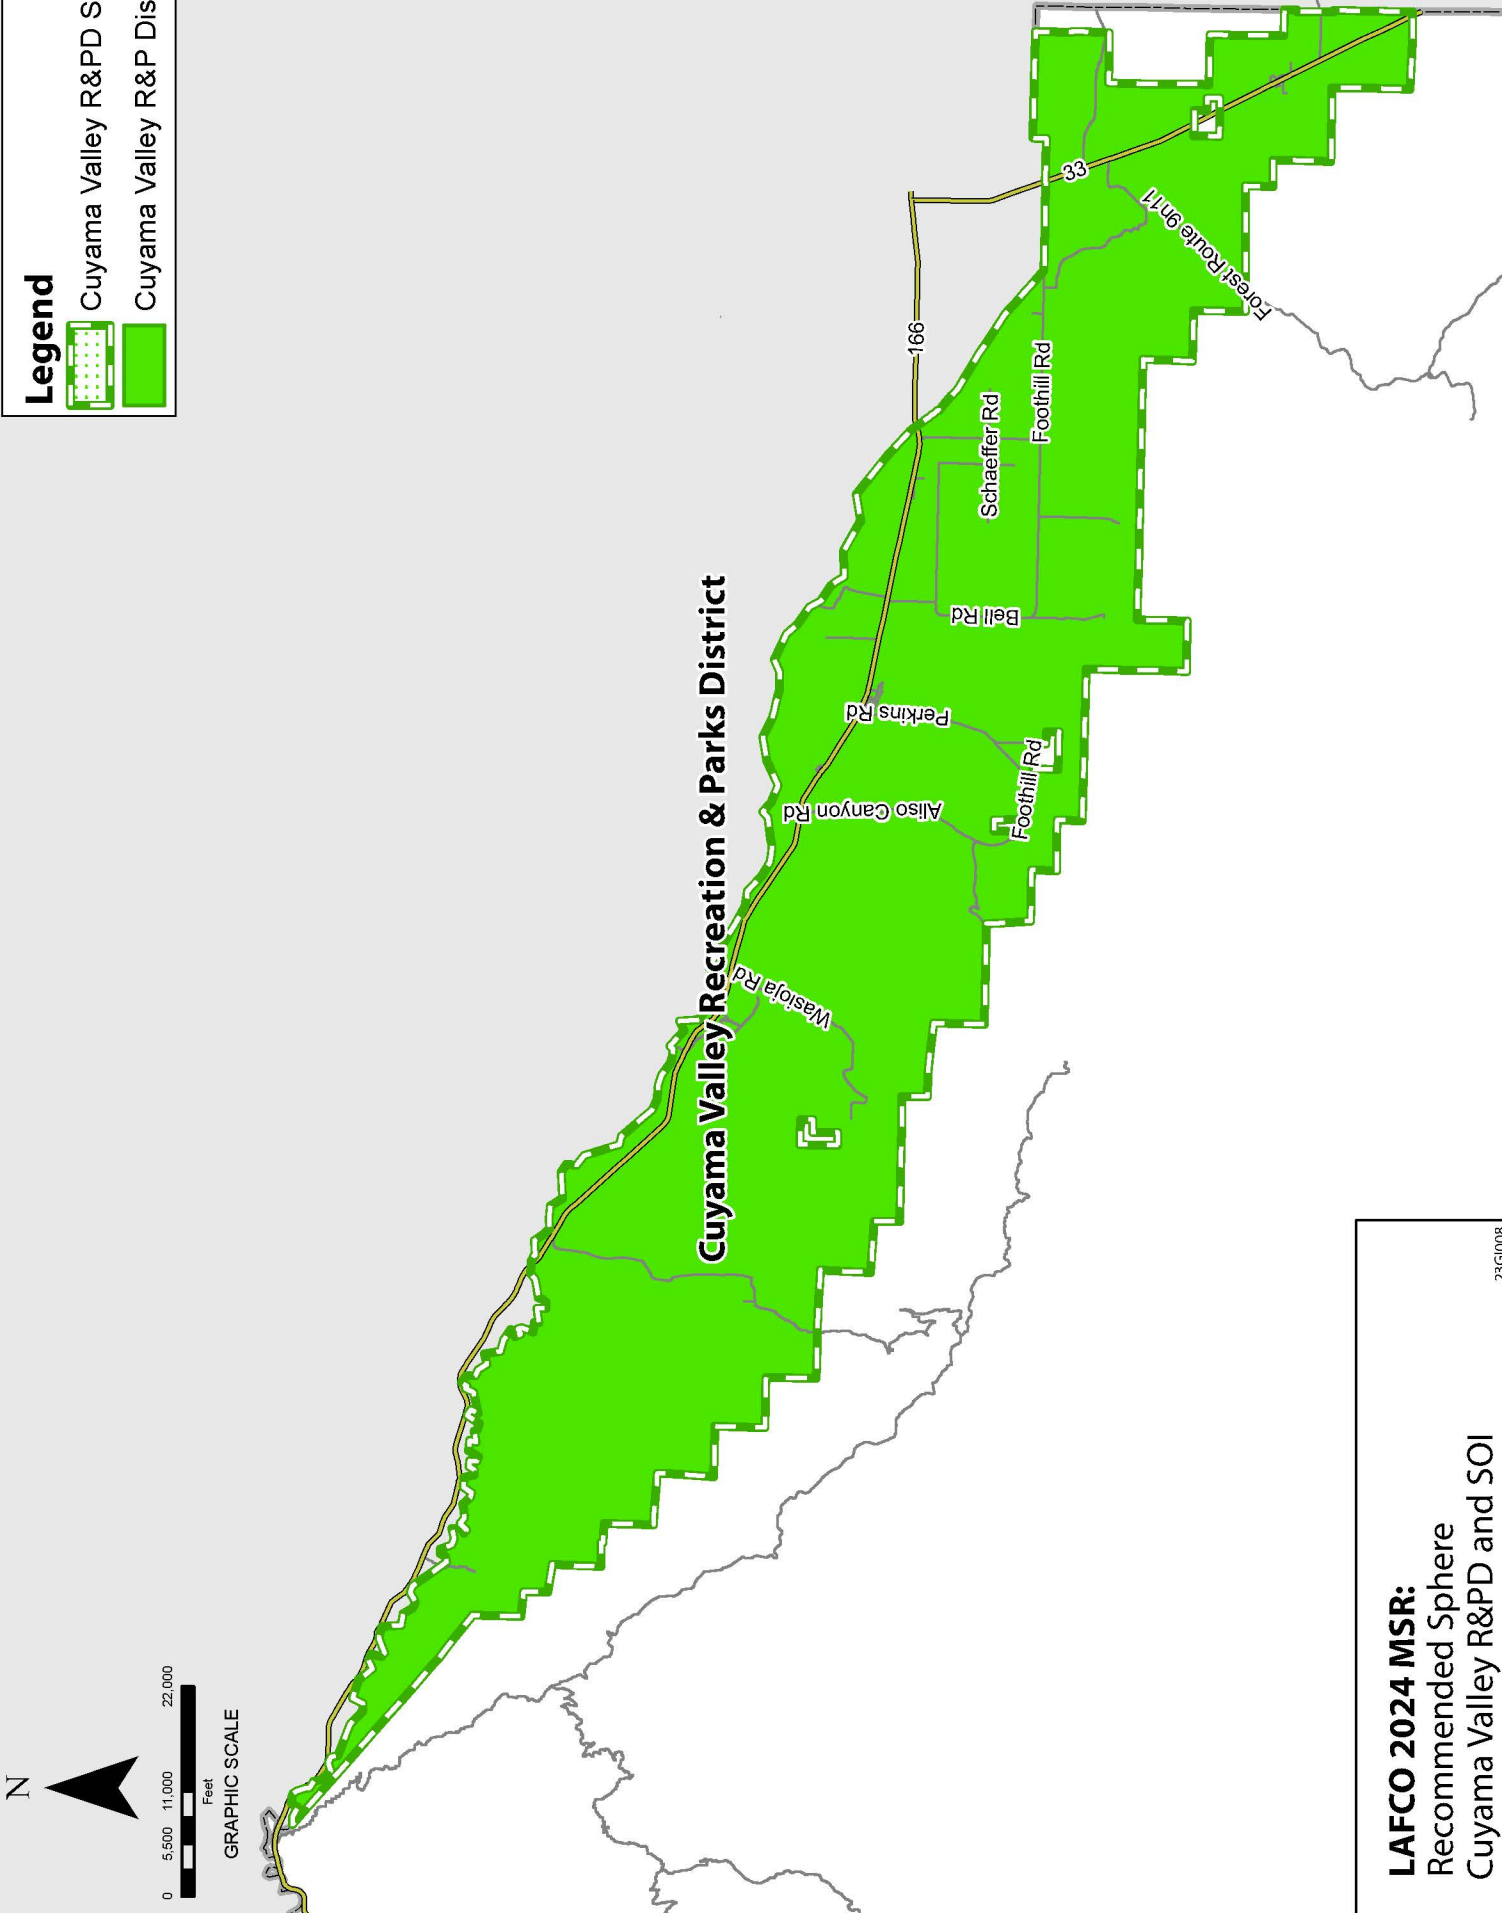 Legend
Cuyama Valley R&PD S
Cuyama Valley R&P Dis
N
0 5,500 11,000 22,000
Feet
GRAPHIC SCALE
Cuyama Valley Recreation & Parks District
166
33
Forest Route 9n11
Foothill Rd
Schaeffer Rd
Bell Rd
Perkins Rd
Foothill Rd
Aliso Canyon Rd
Wasioja Rd
LAFCO 2024 MSR:
Recommended Sphere
Cuyama Valley R&PD and SOI